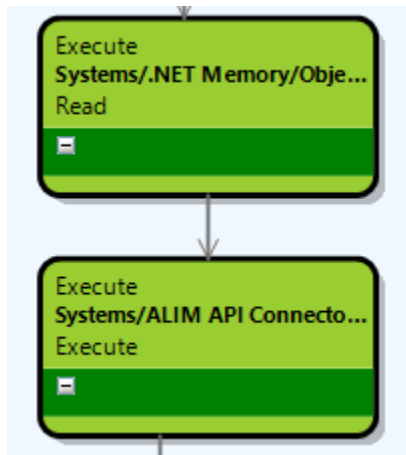 Execute
Systems/.NET Memory/Obje...
Read
Execute
Systems/ALIM API Connecto...
Execute